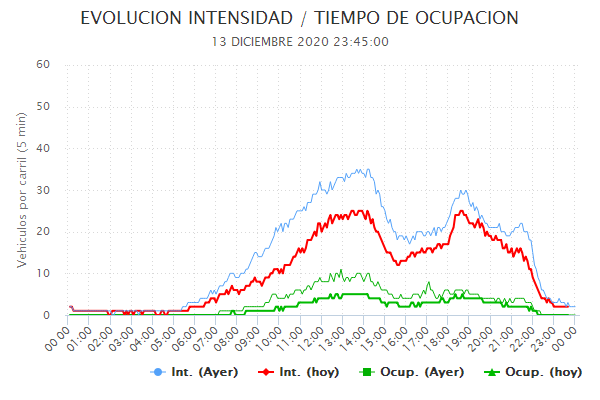 EVOLUCION INTENSIDAD / TIEMPO DE OCUPACION
13 DICIEMBRE 2020 23:45:00
Vehiculos por carril (5 min)
60
50
40
30
20
10
0
00:00 01:00 02:00 03:00 04:00 05:00 06:00 07:00 08:00 09:00 10:00 11:00 12:00 13:00 14:00 15:00 16:00 17:00 18:00 19:00 20:00 21:00 22:00 23:00 00:00
Int. (Ayer) Int. (hoy) Ocup. (Ayer) Ocup. (hoy)